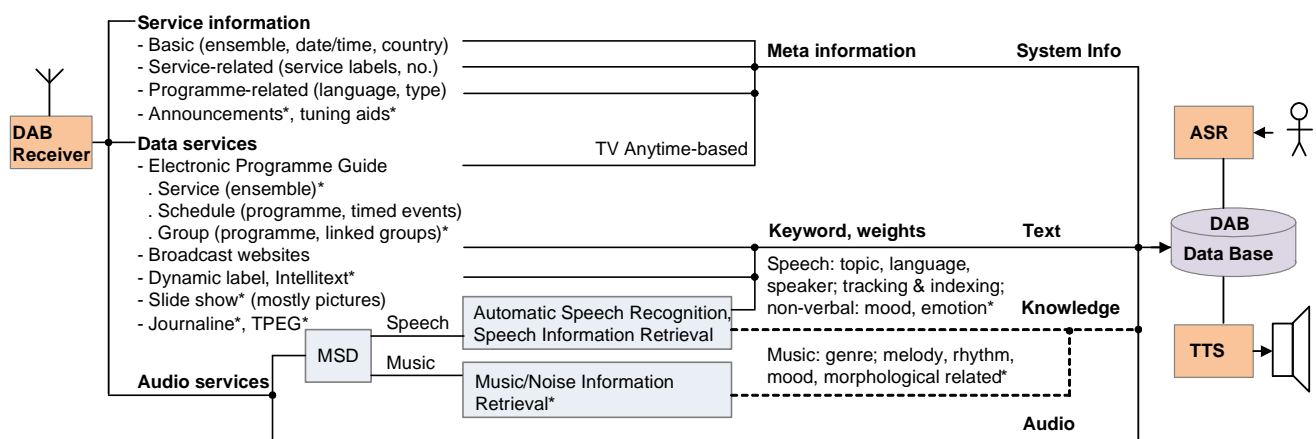 DAB
Receiver
Service information
- Basic (ensemble, date/time, country)
- Service-related (service labels, no.)
- Programme-related (language, type)
- Announcements*, tuning aids*
Data services
- Electronic Programme Guide
. Service (ensemble)*
. Schedule (programme, timed events)
. Group (programme, linked groups)*
- Broadcast websites
- Dynamic label, Intellitext*
- Slide show* (mostly pictures)
- Journaline*, TPEG*
Audio services
MSD
Speech
Music
Automatic Speech Recognition,
Speech Information Retrieval
Music/Noise Information
Retrieval*
TV Anytime-based
Meta information
System Info
Keyword, weights
Text
Speech: topic, language,
speaker; tracking & indexing;
non-verbal: mood, emotion*
Knowledge
Music: genre; melody, rhythm,
mood, morphological related*
Audio
ASR
DAB
Data Base
TTS